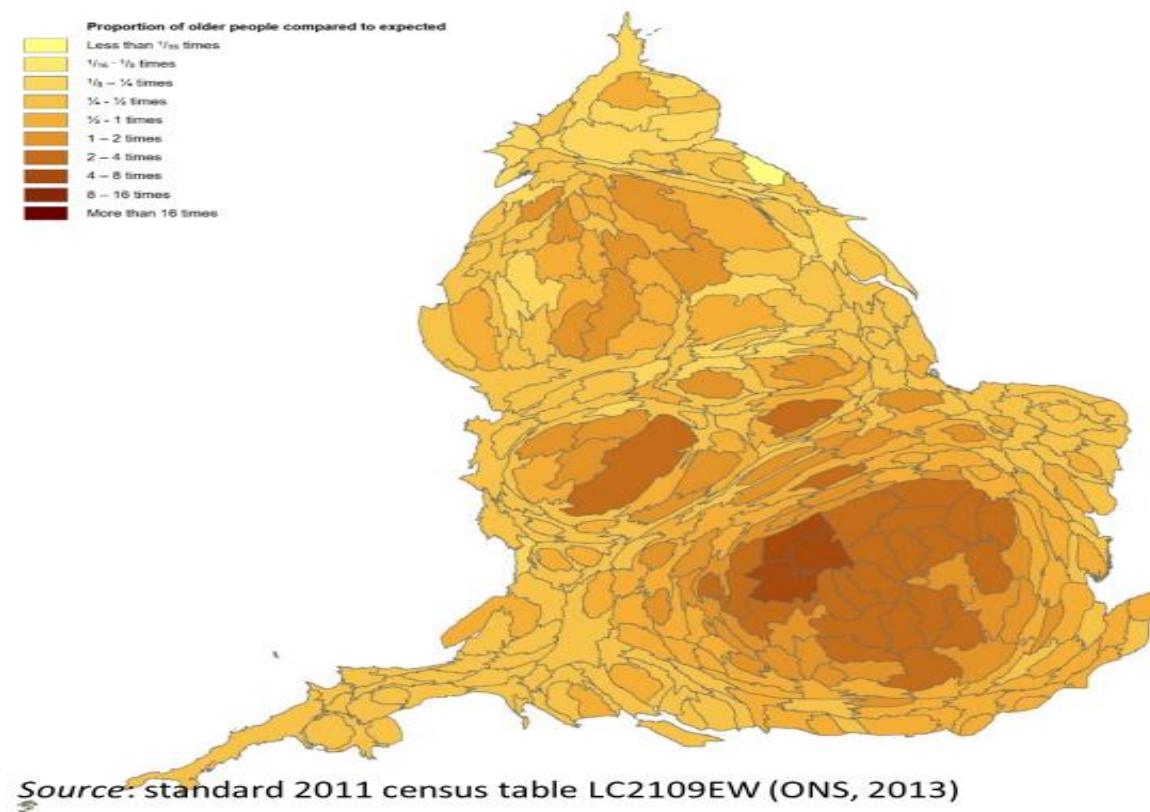 Proportion of older people compared to expected
Less than ¹/₁₆ times
¹/₁₆ - ¹/₈ times
¹/₈ – ¼ times
¼ - ½ times
½ - 1 times
1 – 2 times
2 – 4 times
4 – 8 times
8 – 16 times
More than 16 times
Source: standard 2011 census table LC2109EW (ONS, 2013)